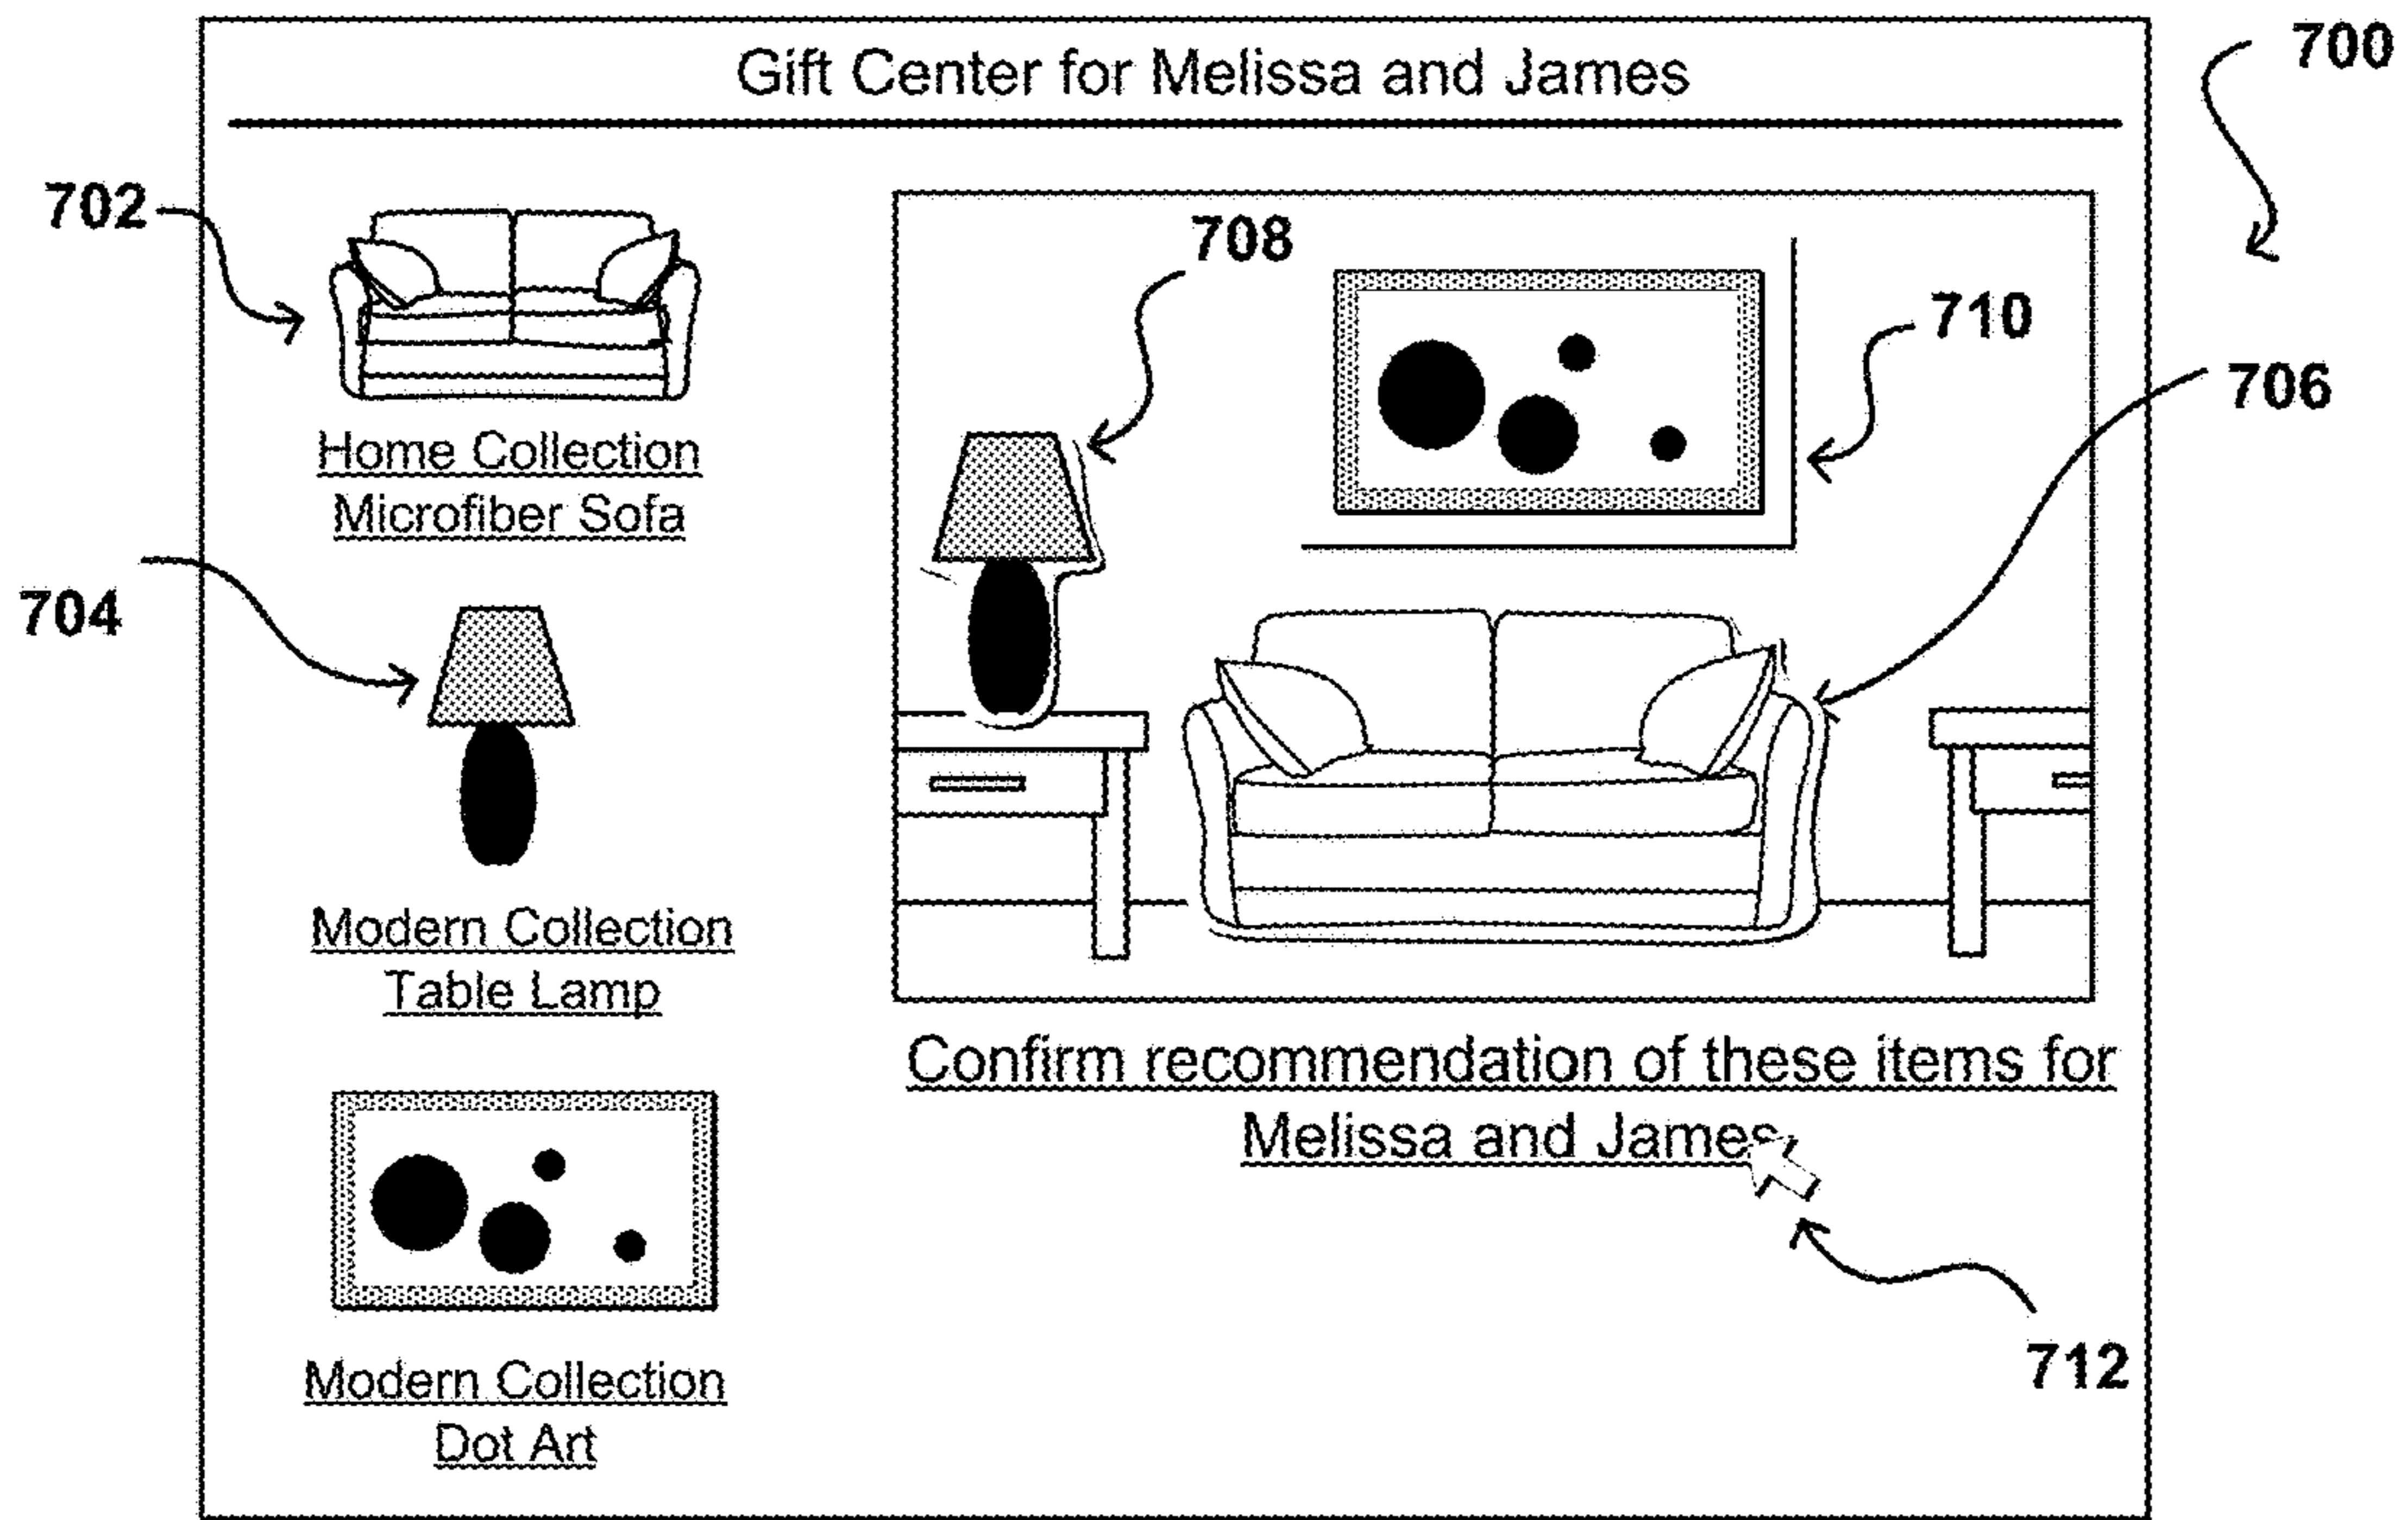 Gift Center for Melissa and James
700
702
708
710
706
Home Collection
Microfiber Sofa
704
Modern Collection
Table Lamp
Confirm recommendation of these items for
Melissa and James
712
Modern Collection
Dot Art